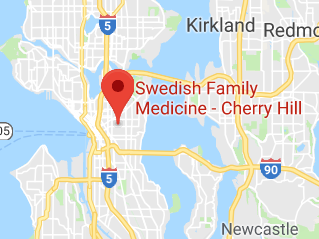 5
Kirkland
Redmo
Swedish Family
Medicine - Cherry Hill
05
90
5
Newcastle